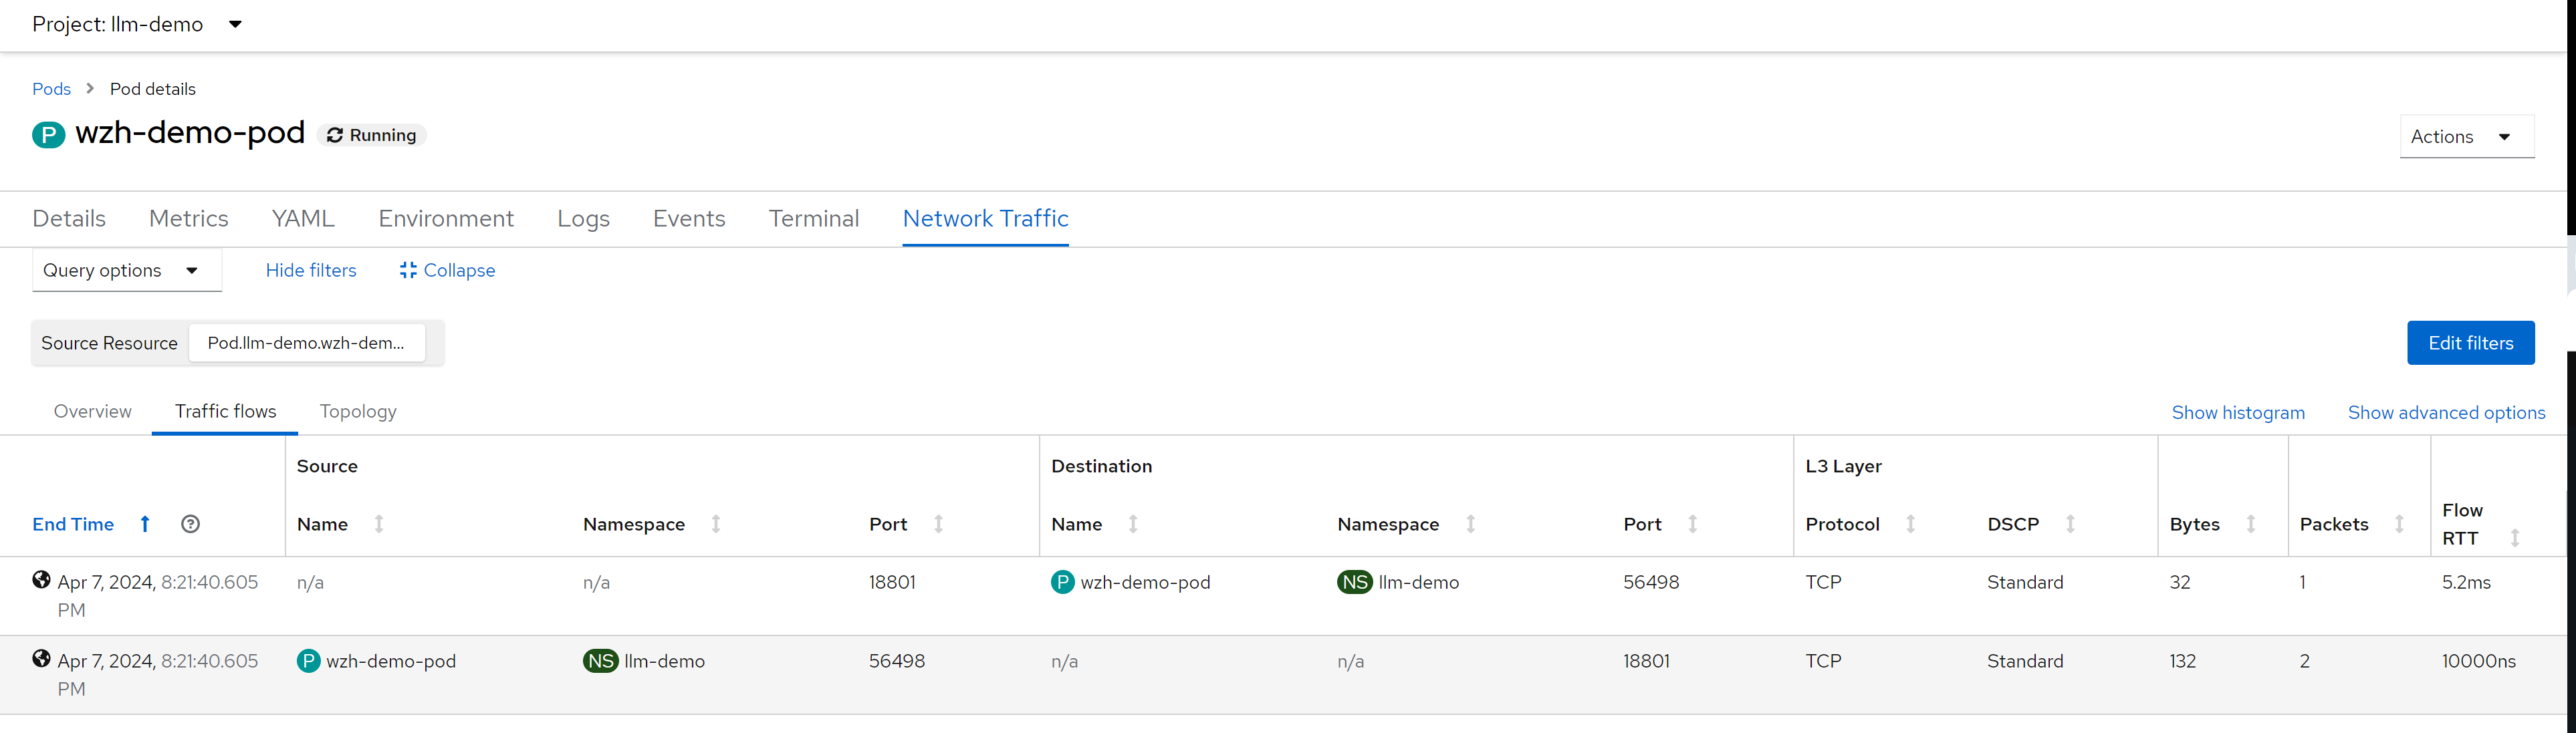 Project: llm-demo
Pods > Pod details
P wzh-demo-pod Running
Actions
Details Metrics YAML Environment Logs Events Terminal Network Traffic
Query options Hide filters Collapse
Source Resource Pod.llm-demo.wzh-dem... Edit filters
Overview Traffic flows Topology Show histogram Show advanced options
Source Destination L3 Layer
End Time Name Namespace Port Name Namespace Port Protocol DSCP Bytes Packets Flow RTT
Apr 7, 2024, 8:21:40.605 PM n/a n/a 18801 P wzh-demo-pod NS llm-demo 56498 TCP Standard 32 1 5.2ms
Apr 7, 2024, 8:21:40.605 PM P wzh-demo-pod NS llm-demo 56498 n/a n/a 18801 TCP Standard 132 2 10000ns